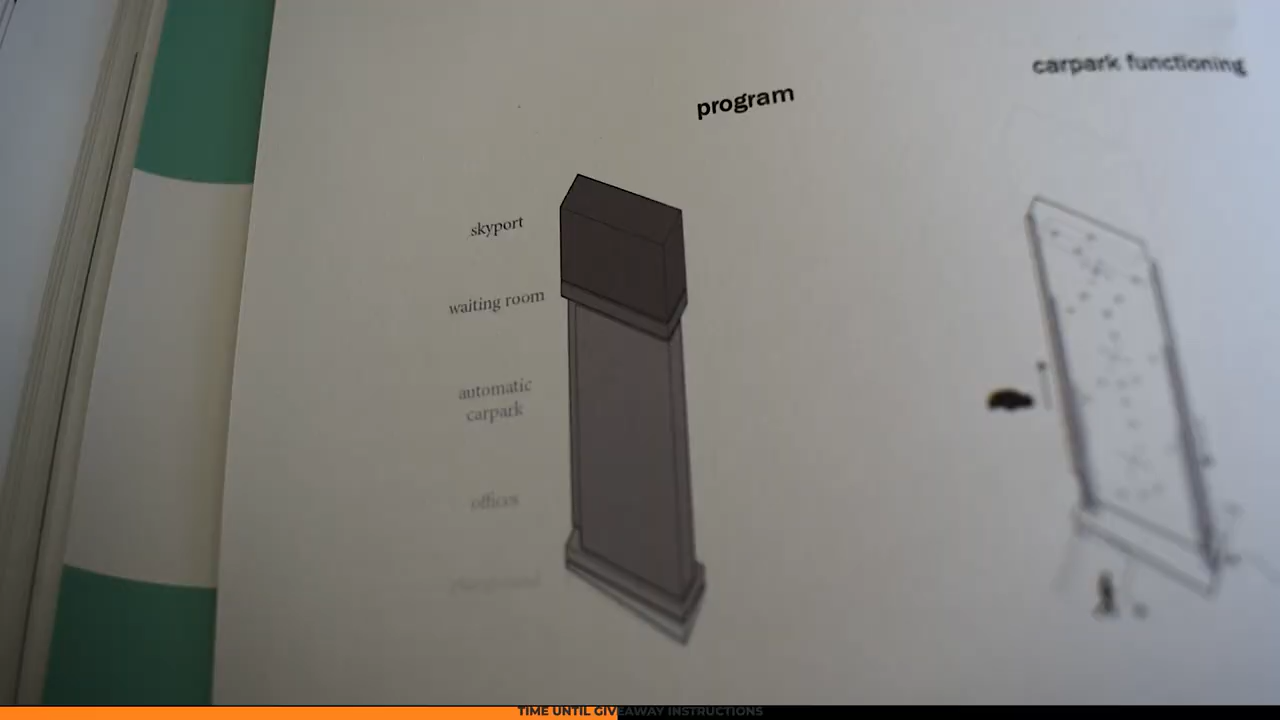 carpark functioning
program
skyport
waiting room
automatic
carpark
offices
TIME UNTIL GIVEAWAY INSTRUCTIONS